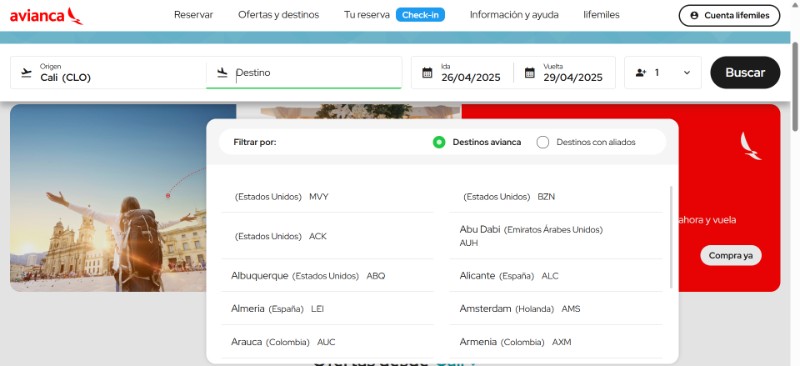 avianca
Reservar Ofertas y destinos Tu reserva Check-in Información y ayuda lifemiles Cuenta lifemiles
Origen
Cali (CLO)
Destino
Ida
26/04/2025
Vuelta
29/04/2025
1
Buscar
Filtrar por: Destinos avianca Destinos con aliados
(Estados Unidos) MVY
(Estados Unidos) BZN
(Estados Unidos) ACK
Abu Dabi (Emiratos Árabes Unidos)
AUH
Albuquerque (Estados Unidos) ABQ
Alicante (España) ALC
Almeria (España) LEI
Amsterdam (Holanda) AMS
Arauca (Colombia) AUC
Armenia (Colombia) AXM
ahora y vuela
Compra ya
Ofertas desde Cali